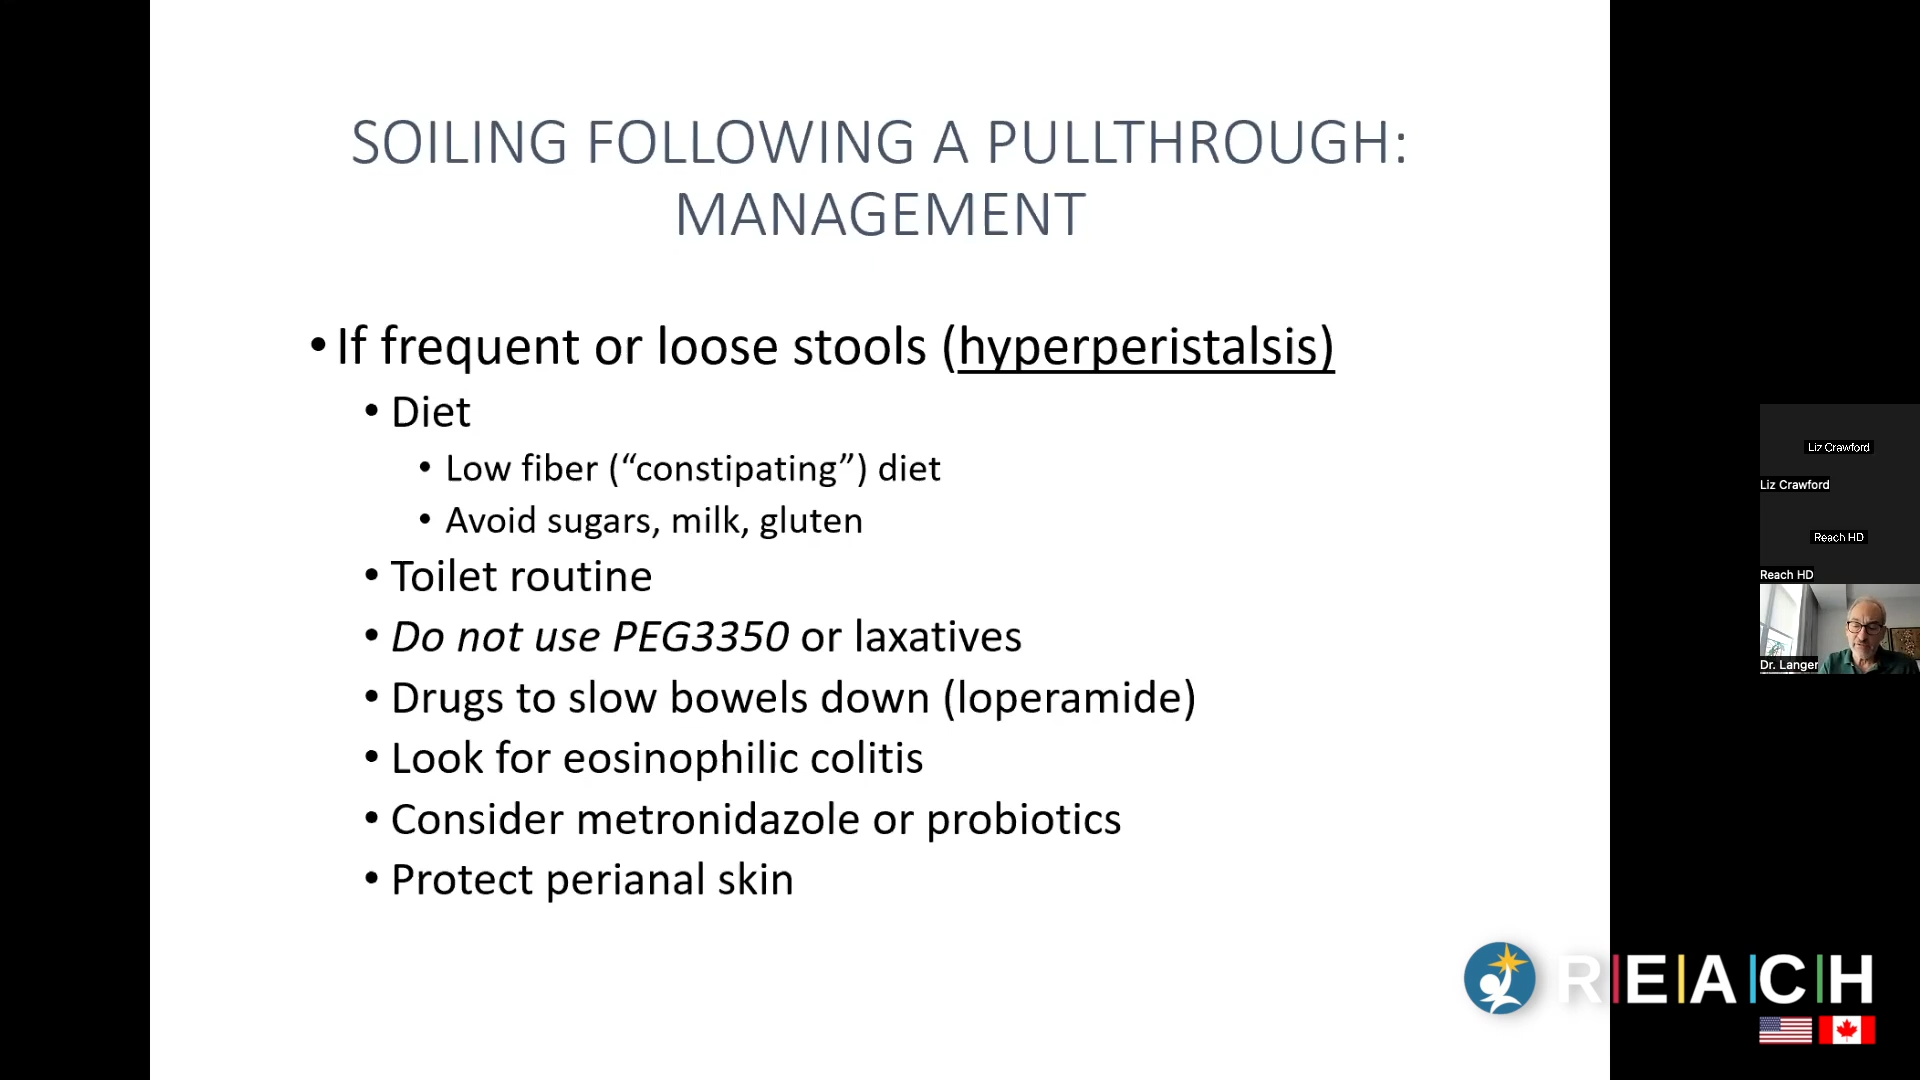 SOILING FOLLOWING A PULLTHROUGH:
MANAGEMENT
• If frequent or loose stools (hyperperistalsis)
• Diet
• Low fiber (“constipating”) diet
• Avoid sugars, milk, gluten
• Toilet routine
• Do not use PEG3350 or laxatives
• Drugs to slow bowels down (loperamide)
• Look for eosinophilic colitis
• Consider metronidazole or probiotics
• Protect perianal skin
Liz Crawford
Liz Crawford
Reach HD
Reach HD
Dr. Langer
R|E|A|C|H